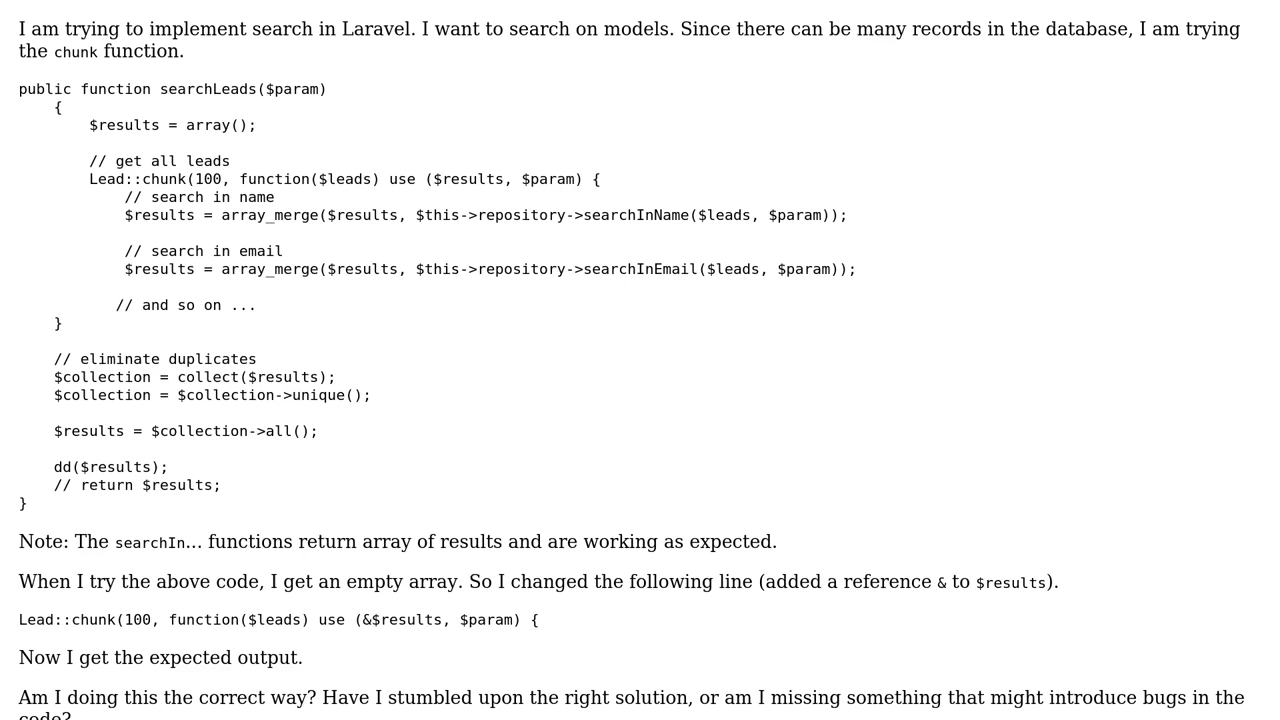 I am trying to implement search in Laravel. I want to search on models. Since there can be many records in the database, I am trying
the chunk function.
public function searchLeads($param)
    {
        $results = array();
        // get all leads
        Lead::chunk(100, function($leads) use ($results, $param) {
            // search in name
            $results = array_merge($results, $this->repository->searchInName($leads, $param));
            // search in email
            $results = array_merge($results, $this->repository->searchInEmail($leads, $param));
           // and so on ...
    }
    // eliminate duplicates
    $collection = collect($results);
    $collection = $collection->unique();
    $results = $collection->all();
    dd($results);
    // return $results;
}
Note: The searchIn... functions return array of results and are working as expected.
When I try the above code, I get an empty array. So I changed the following line (added a reference & to $results).
Lead::chunk(100, function($leads) use (&$results, $param) {
Now I get the expected output.
Am I doing this the correct way? Have I stumbled upon the right solution, or am I missing something that might introduce bugs in the
code?